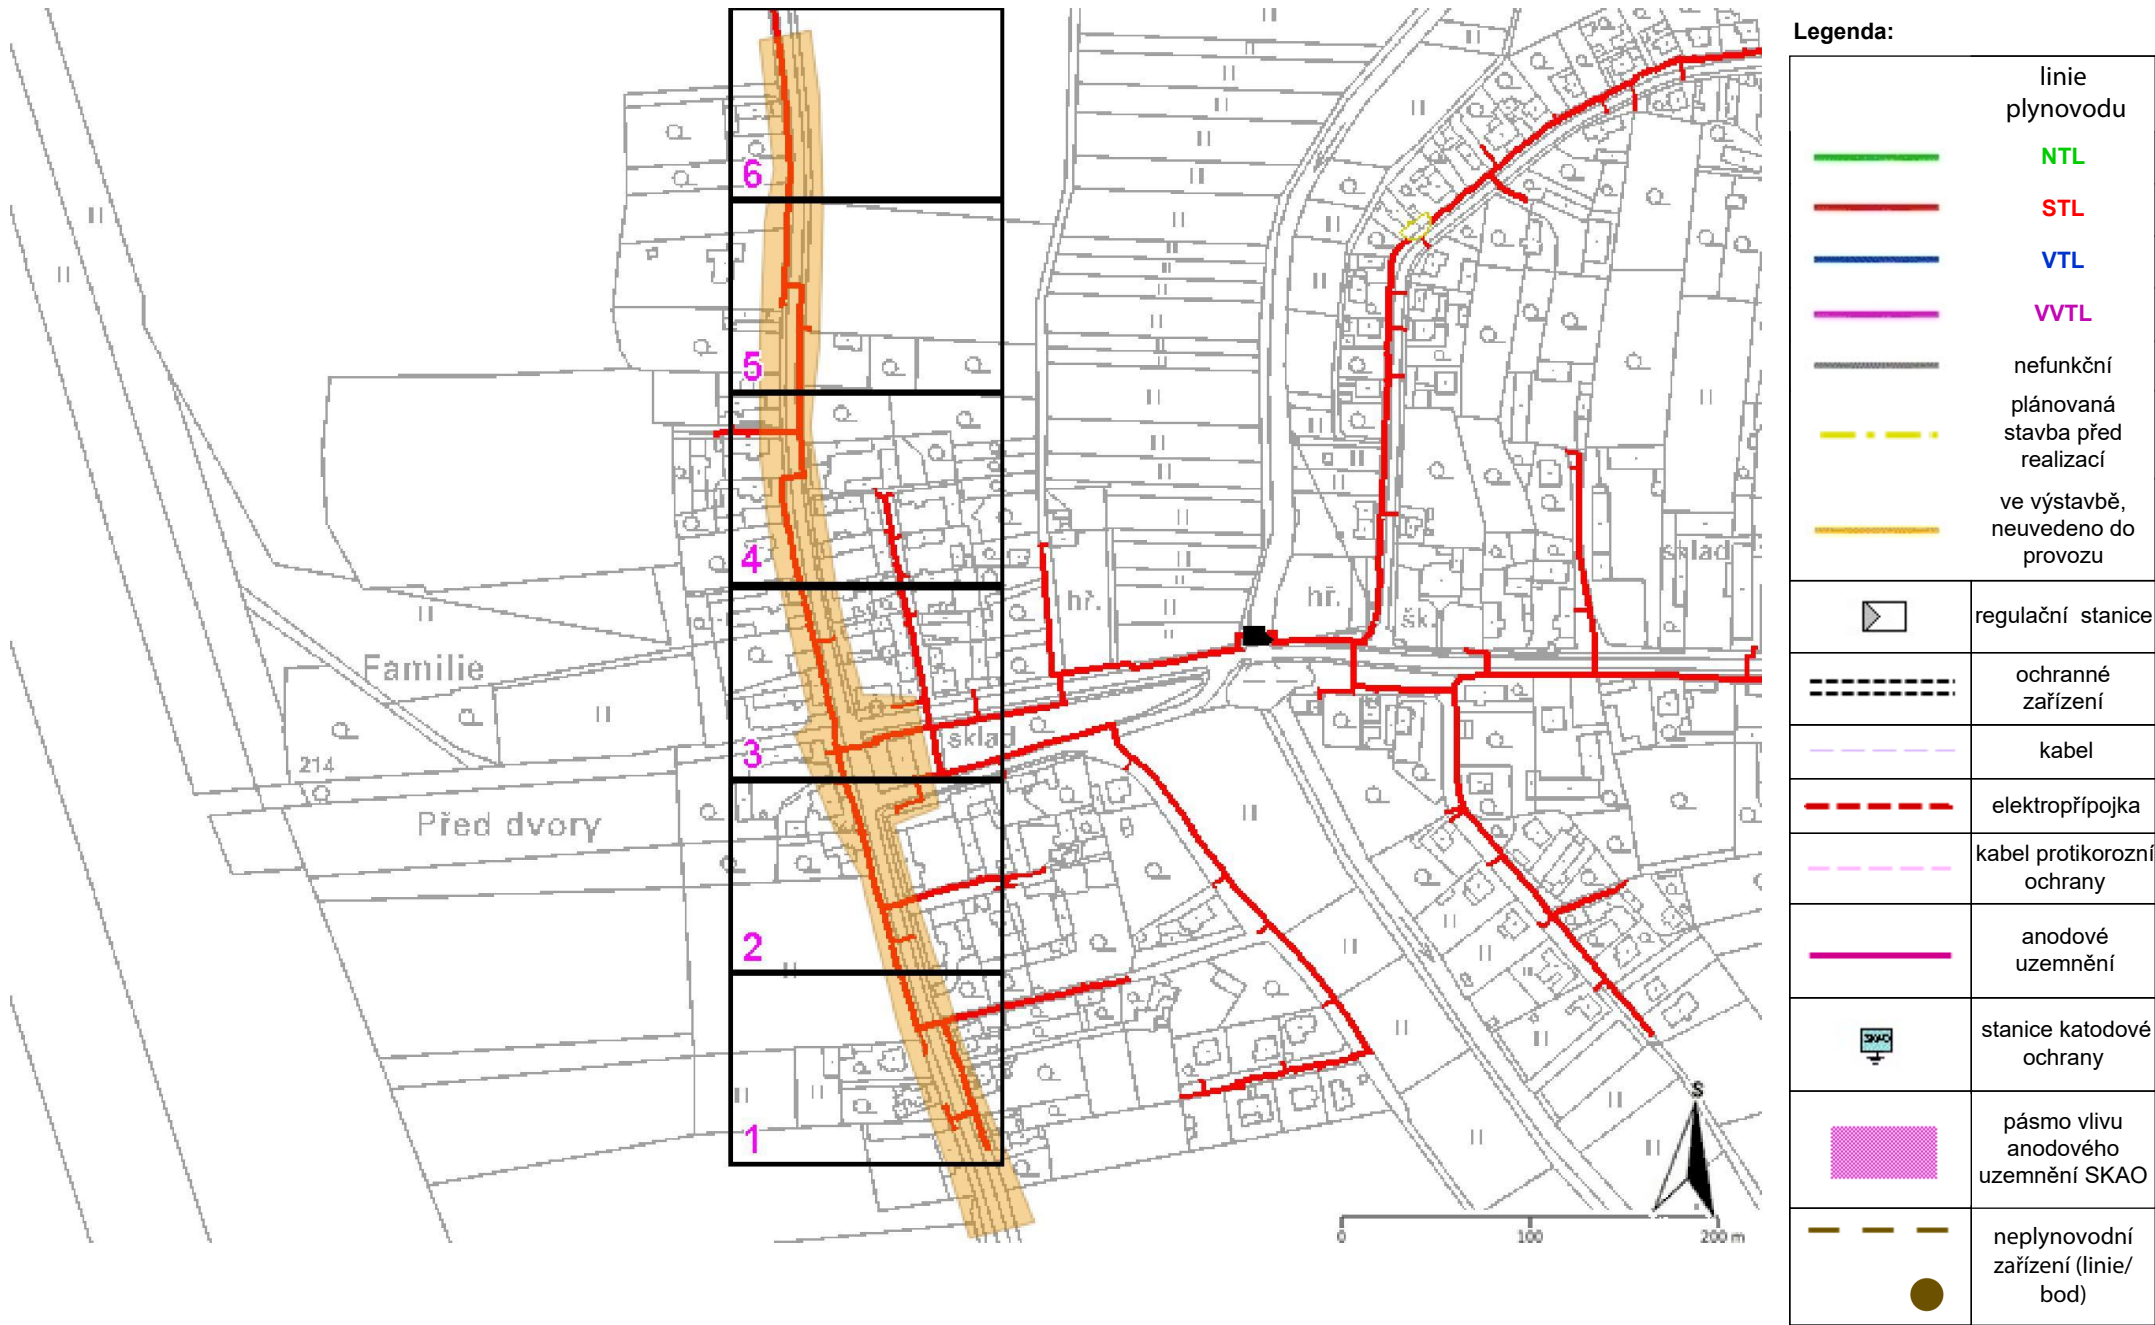 Legenda:
linie
plynovodu
NTL
STL
VTL
VVTL
nefunkční
plánovaná
stavba před
realizací
ve výstavbě,
neuvedeno do
provozu
regulační stanice
ochranné
zařízení
kabel
elektropřípojka
kabel protikorozní
ochrany
anodové
uzemnění
SKAO
stanice katodové
ochrany
pásmo vlivu
anodového
uzemnění SKAO
neplynovodní
zařízení (linie/
bod)
6
5
4
3
2
1
Familie
214
Před dvory
sklad
hř.
hř.
šk.
sklad
S
0
100
200 m